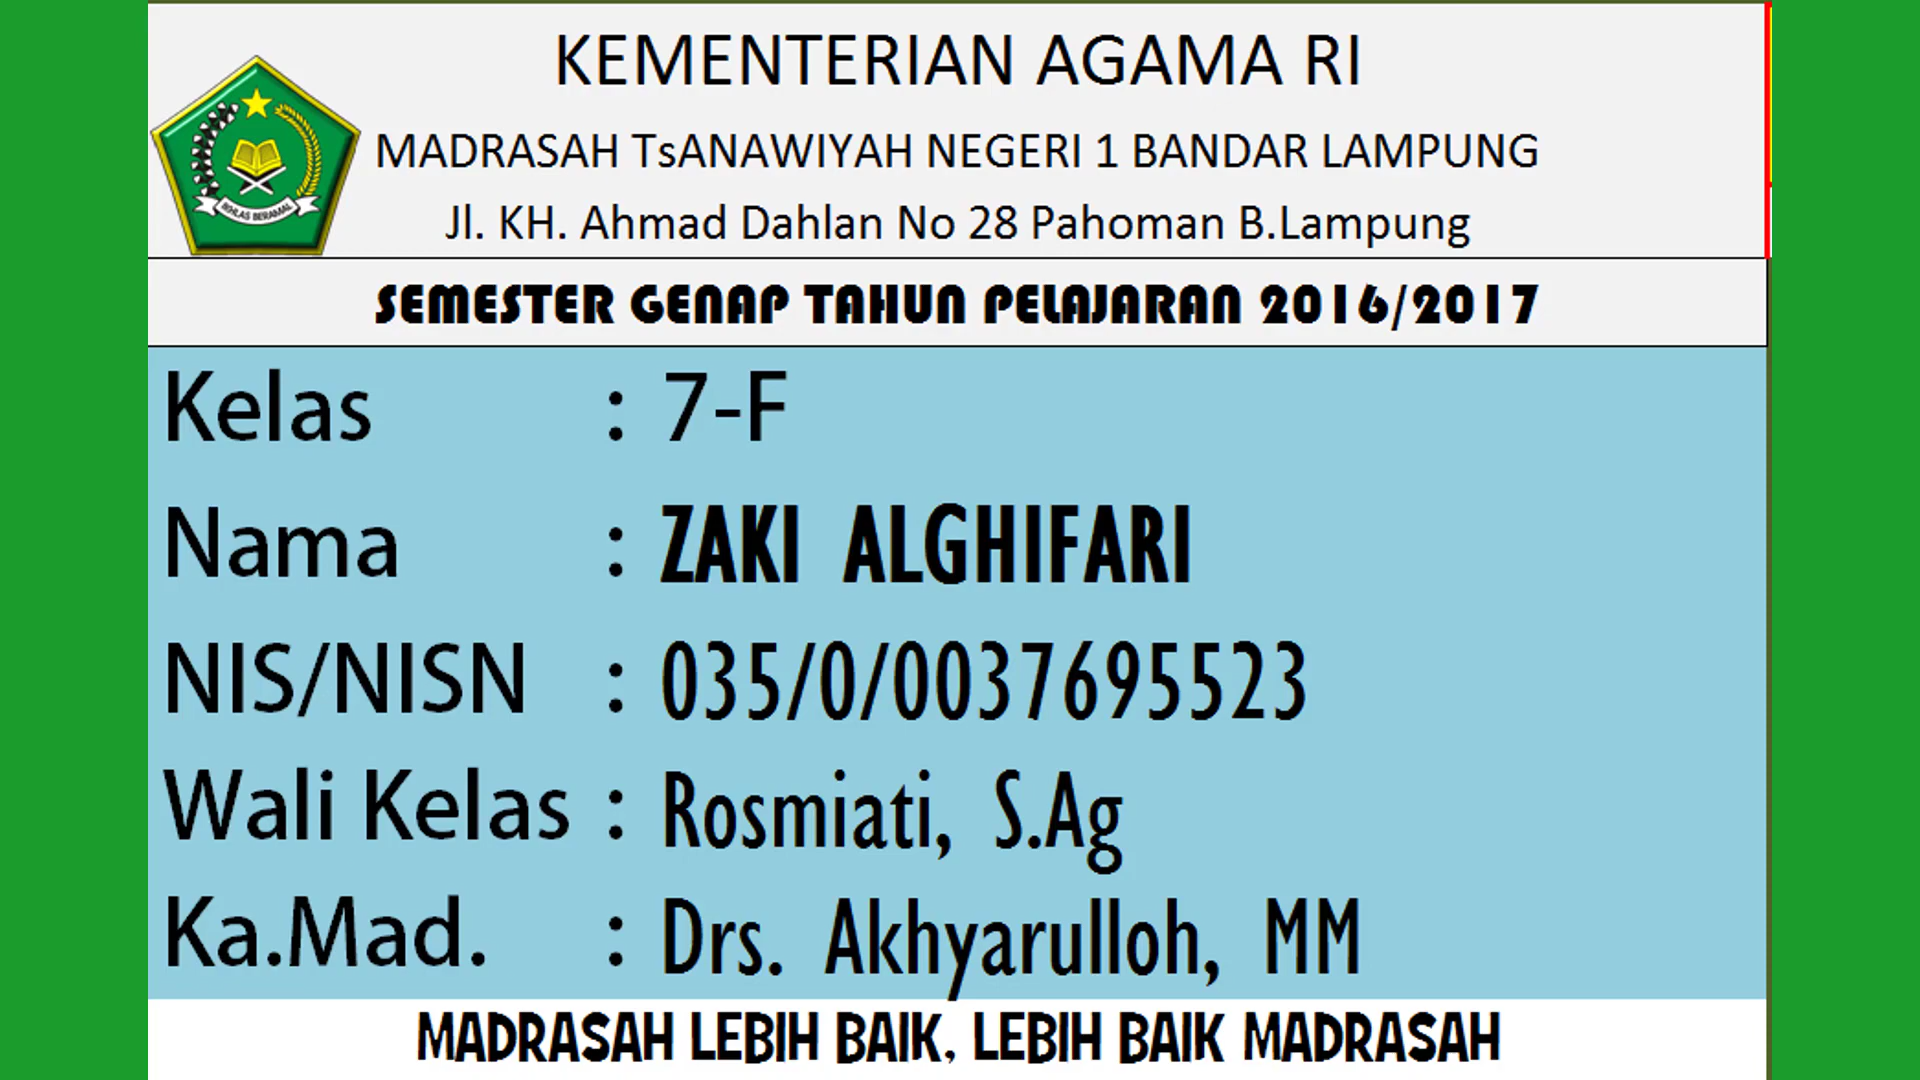 KEMENTERIAN AGAMA RI
MADRASAH TsANAWIYAH NEGERI 1 BANDAR LAMPUNG
Jl. KH. Ahmad Dahlan No 28 Pahoman B.Lampung
IKHLAS BERAMAL
SEMESTER GENAP TAHUN PELAJARAN 2016/2017
Kelas : 7-F
Nama : ZAKI ALGHIFARI
NIS/NISN : 035/0/0037695523
Wali Kelas : Rosmiati, S.Ag
Ka.Mad. : Drs. Akhyarulloh, MM
MADRASAH LEBIH BAIK, LEBIH BAIK MADRASAH